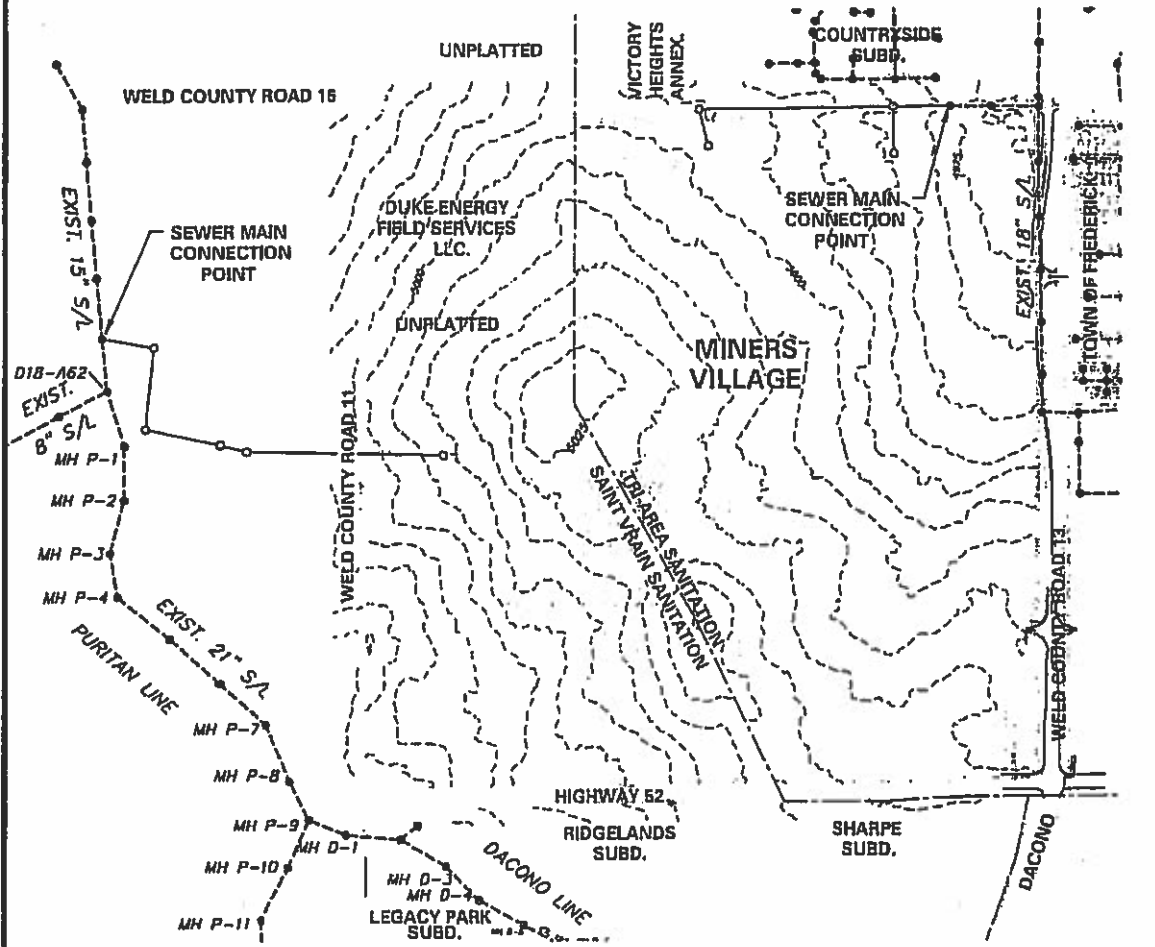 UNPLATTED
VICTORY
HEIGHTS
ANNEX.
COUNTRYSIDE
SUBD.
WELD COUNTY ROAD 16
EXIST. 15" S/L
SEWER MAIN
CONNECTION
POINT
DUKE ENERGY
FIELD SERVICES
LLC.
5000
UNPLATTED
SEWER MAIN
CONNECTION
POINT
5000
EXIST. 18" S/L
TOWN OF FREDERICK
MINERS
VILLAGE
D18-A62
EXIST.
8" S/L
5025
WELD COUNTY ROAD 11
MH P-1
MH P-2
MH P-3
MH P-4
TRI-AREA SANITATION
SAINT VRAIN SANITATION
WELD COUNTY ROAD 13
EXIST. 21" S/L
PURITAN LINE
MH P-7
MH P-8
MH P-9
MH D-1
MH P-10
MH P-11
HIGHWAY 52
RIDGELANDS
SUBD.
SHARPE
SUBD.
DACONO
MH D-3
MH D-4
DACONO LINE
LEGACY PARK
SUBD.